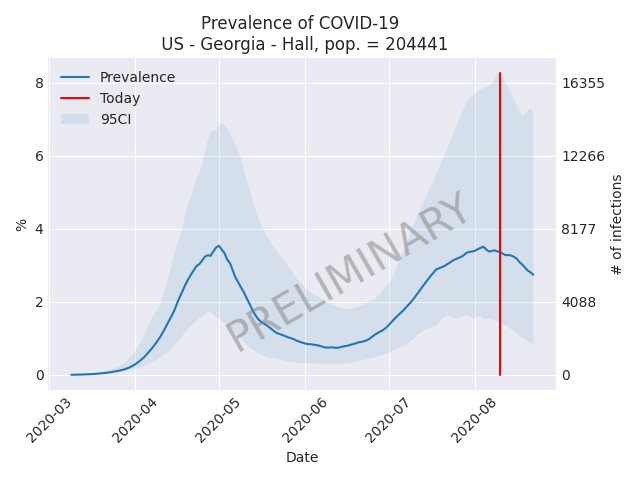 Prevalence of COVID-19
US - Georgia - Hall, pop. = 204441
Prevalence
Today
95CI
8
6
4
2
0
%
16355
12266
8177
4088
0
# of infections
PRELIMINARY
2020-03
2020-04
2020-05
2020-06
2020-07
2020-08
Date